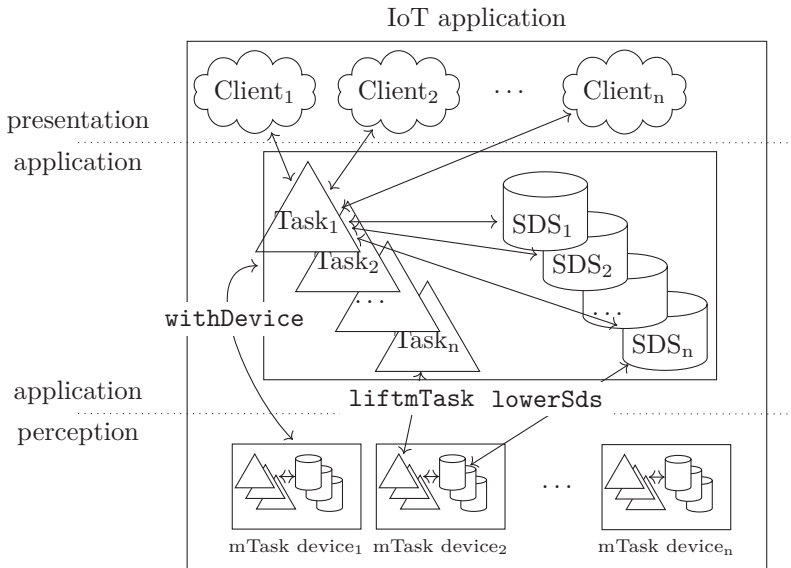 IoT application
Client₁ Client₂ ... Clientₙ
presentation
application
Task₁ SDS₁
Task₂ SDS₂
... ...
withDevice
Taskₙ SDSₙ
application
liftmTask lowerSds
perception
...
mTask device₁ mTask device₂ mTask deviceₙ